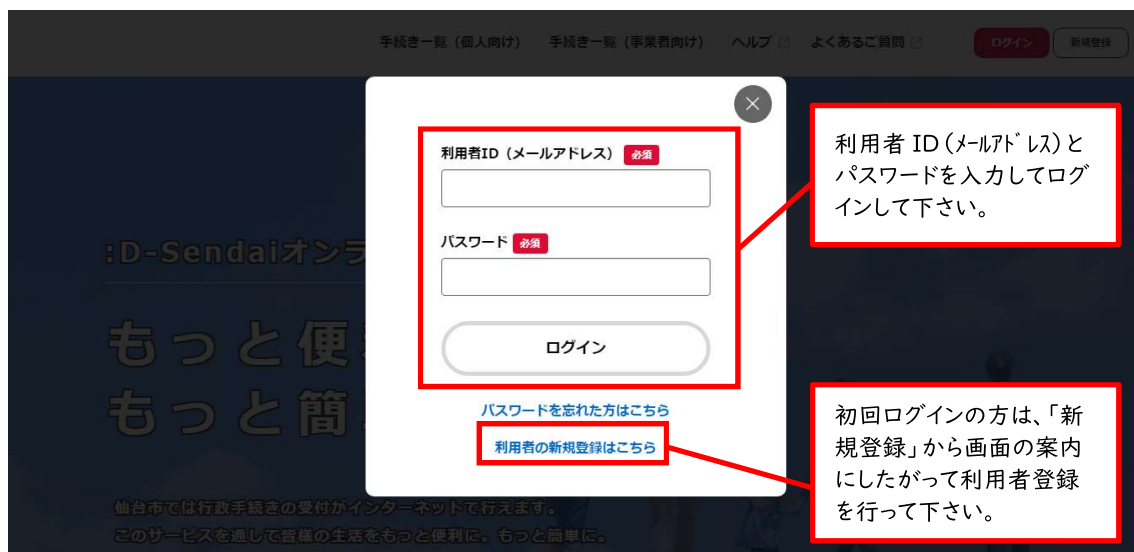 手続き一覧（個人向け） 手続き一覧（事業者向け） ヘルプ よくあるご質問 ログイン 新規登録
利用者ID（メールアドレス） 必須
パスワード 必須
ログイン
パスワードを忘れた方はこちら
利用者の新規登録はこちら
利用者 ID（ﾒｰﾙｱﾄﾞﾚｽ）と
パスワードを入力してログ
インして下さい。
初回ログインの方は、「新
規登録」から画面の案内
にしたがって利用者登録
を行って下さい。
:D-Sendaiオンラ
もっと便
もっと簡
仙台市では行政手続きの受付がインターネットで行えます。
このサービスを通して皆様の生活をもっと便利に。もっと簡単に。